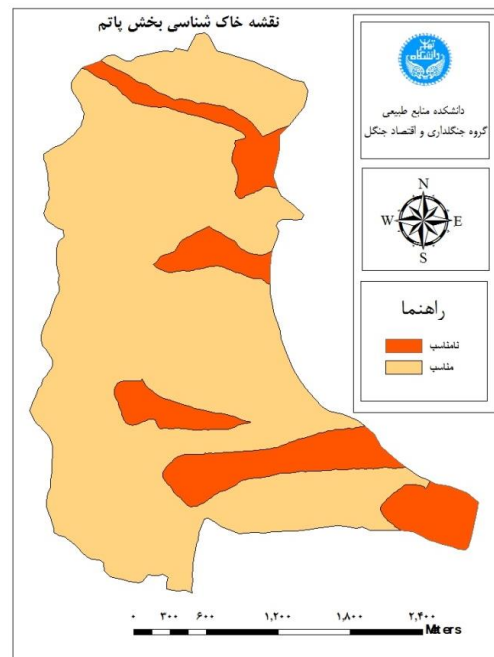 نقشه خاک شناسی بخش پاتم
دانشکده منابع طبیعی
گروه جنگلداری و اقتصاد جنگل
N
W E
S
راهنما
نامناسب
مناسب
۰ ۳۰۰ ۶۰۰ ۱,۲۰۰ ۱,۸۰۰ ۲,۴۰۰
Meters